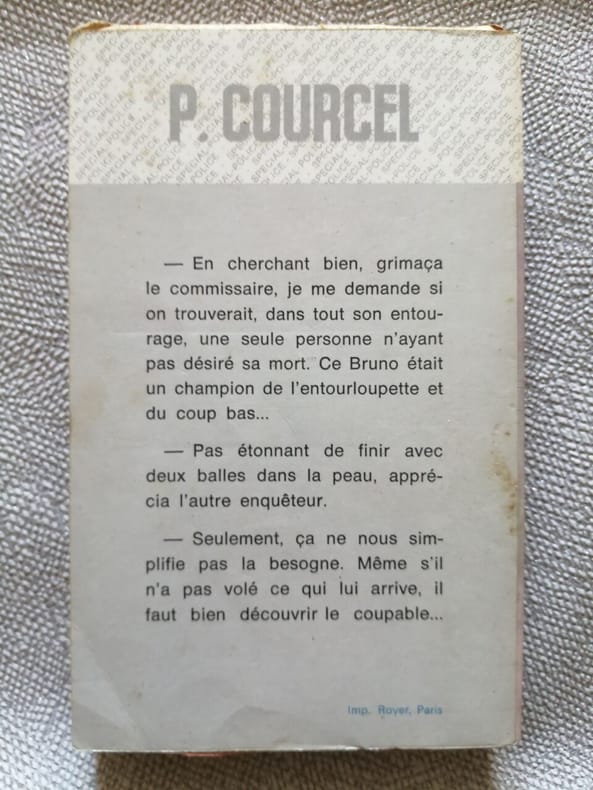 P. COURCEL
— En cherchant bien, grimaça
le commissaire, je me demande si
on trouverait, dans tout son entou-
rage, une seule personne n'ayant
pas désiré sa mort. Ce Bruno était
un champion de l'entourloupette et
du coup bas...
— Pas étonnant de finir avec
deux balles dans la peau, appré-
cia l'autre enquêteur.
— Seulement, ça ne nous sim-
plifie pas la besogne. Même s'il
n'a pas volé ce qui lui arrive, il
faut bien découvrir le coupable...
Imp. Royer, Paris